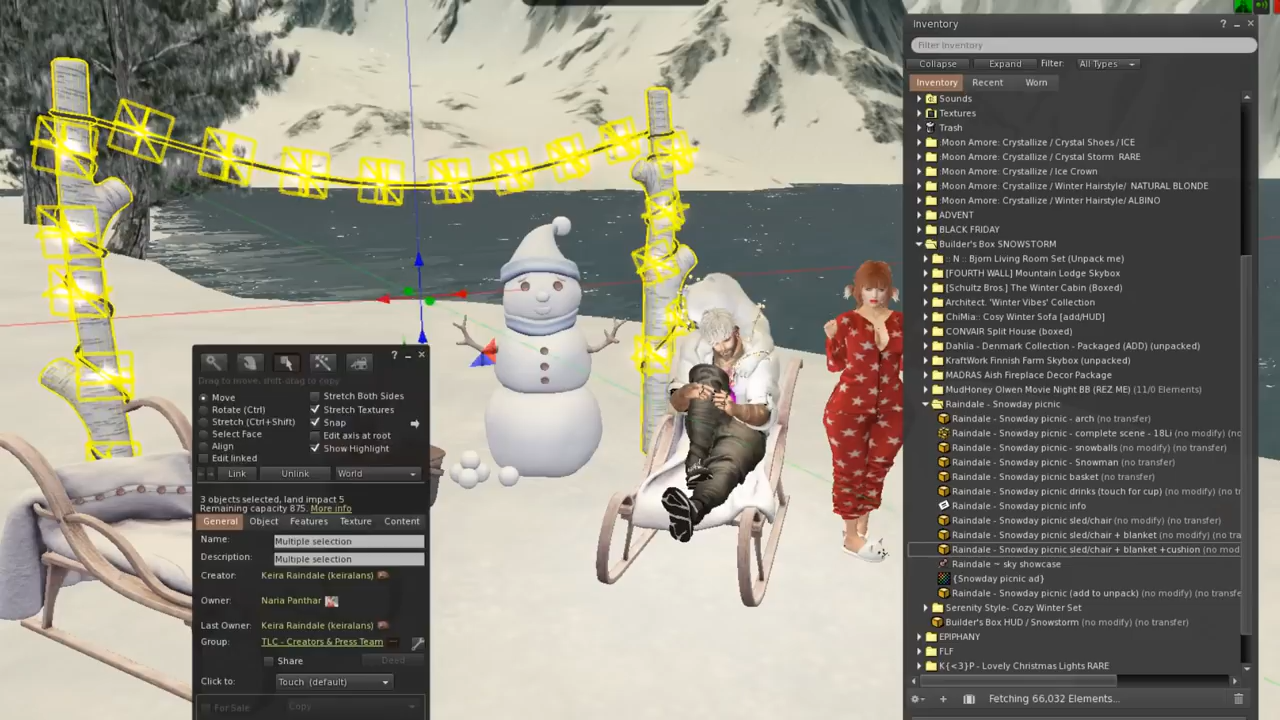 Inventory
?
Filter Inventory
Collapse Expand Filter: All Types
Inventory Recent Worn
Sounds
Textures
Trash
:Moon Amore: Crystallize / Crystal Shoes / ICE
:Moon Amore: Crystallize / Crystal Storm RARE
:Moon Amore: Crystallize / Ice Crown
:Moon Amore: Crystallize / Winter Hairstyle/ NATURAL BLONDE
:Moon Amore: Crystallize / Winter Hairstyle/ ALBINO
ADVENT
BLACK FRIDAY
Builder's Box SNOWSTORM
:: N :: Bjorn Living Room Set (Unpack me)
[FOURTH WALL] Mountain Lodge Skybox
[Schultz Bros.] The Winter Cabin (Boxed)
Architect. 'Winter Vibes' Collection
ChiMia:: Cosy Winter Sofa [add/HUD]
CONVAIR Split House (boxed)
Dahlia - Denmark Collection - Packaged (ADD) (unpacked)
KraftWork Finnish Farm Skybox (unpacked)
MADRAS Aish Fireplace Decor Package
MudHoney Olwen Movie Night BB (REZ ME) (11/0 Elements)
Raindale - Snowday picnic
Raindale - Snowday picnic - arch (no transfer)
Raindale - Snowday picnic - complete scene - 18Li (no modify) (no
Raindale - Snowday picnic - snowballs (no modify) (no transfer)
Raindale - Snowday picnic - Snowman (no transfer)
Raindale - Snowday picnic basket (no transfer)
Raindale - Snowday picnic drinks (touch for cup) (no modify) (no tr
Raindale - Snowday picnic info
Raindale - Snowday picnic sled/chair (no modify) (no transfer)
Raindale - Snowday picnic sled/chair + blanket (no modify) (no tra
Raindale - Snowday picnic sled/chair + blanket +cushion (no mod
Raindale ~ sky showcase
{Snowday picnic ad}
Raindale - Snowday picnic (add to unpack) (no modify) (no transfe
Serenity Style- Cozy Winter Set
Builder's Box HUD / Snowstorm (no modify) (no transfer)
EPIPHANY
FLF
K{<3}P - Lovely Christmas Lights RARE
Fetching 66,032 Elements...
?
Drag to move, shift-drag to copy
Move
Rotate (Ctrl)
Stretch (Ctrl+Shift)
Select Face
Align
Edit linked
Stretch Both Sides
Stretch Textures
Snap
Edit axis at root
Show Highlight
Link Unlink World
3 objects selected, land impact 5
Remaining capacity 875. More info
General Object Features Texture Content
Name: Multiple selection
Description: Multiple selection
Creator: Keira Raindale (keiralans)
Owner: Naria Panthar
Last Owner: Keira Raindale (keiralans)
Group: TLC - Creators & Press Team
Share Deed
Click to: Touch (default)
For Sale Copy